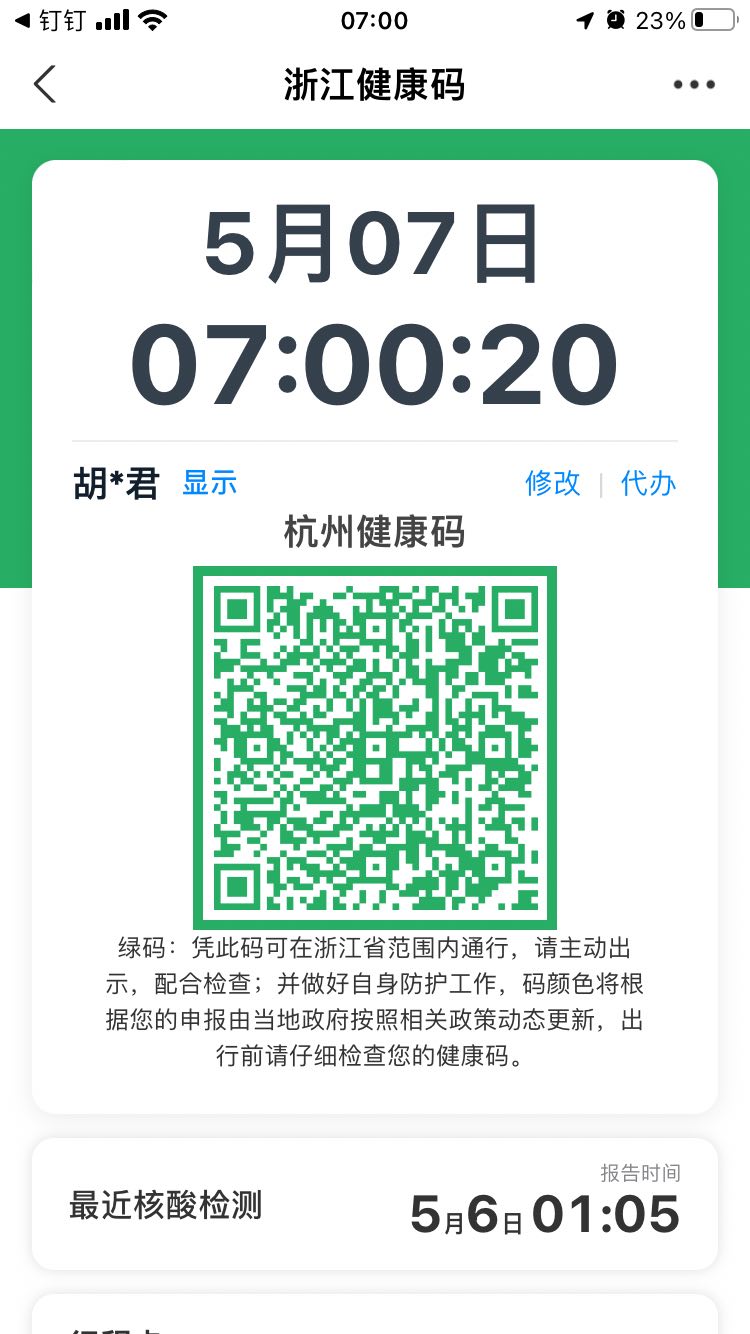 钉钉 07:00 23%
浙江健康码
5月07日
07:00:20
胡*君 显示 修改 | 代办
杭州健康码
绿码：凭此码可在浙江省范围内通行，请主动出
示，配合检查；并做好自身防护工作，码颜色将根
据您的申报由当地政府按照相关政策动态更新，出
行前请仔细检查您的健康码。
报告时间
最近核酸检测 5月6日 01:05